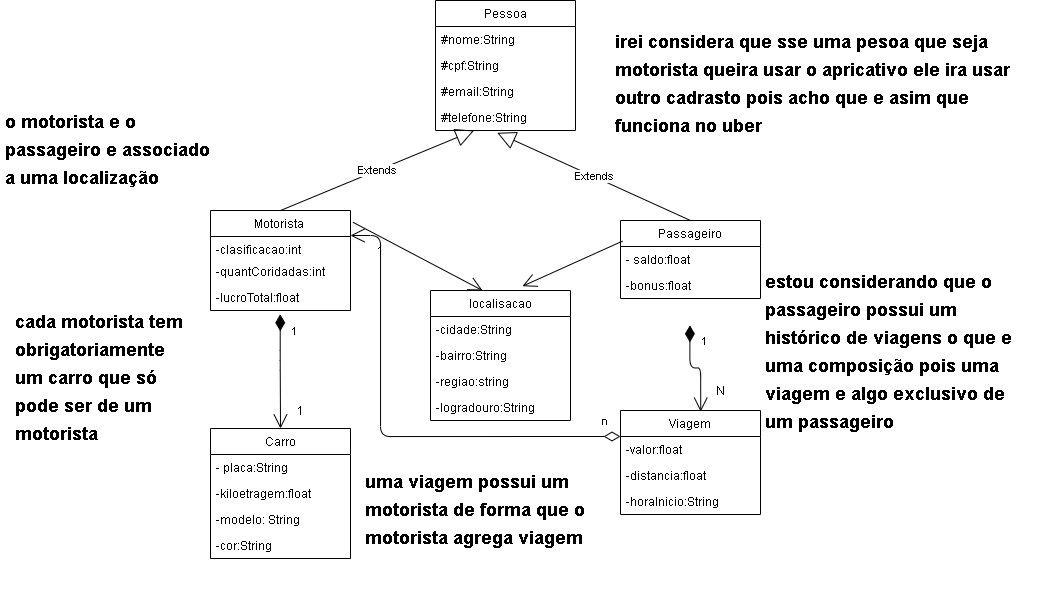 Pessoa
#nome:String
#cpf:String
#email:String
#telefone:String
irei considera que sse uma pesoa que seja
motorista queira usar o apricativo ele ira usar
outro cadrasto pois acho que e asim que
funciona no uber
o motorista e o
passageiro e associado
a uma localização
Extends
Extends
Motorista
-clasificacao:int
-quantCoridadas:int
-lucroTotal:float
Passageiro
- saldo:float
-bonus:float
localisacao
-cidade:String
-bairro:String
-regiao:string
-logradouro:String
estou considerando que o
passageiro possui um
histórico de viagens o que e
uma composição pois uma
viagem e algo exclusivo de
um passageiro
cada motorista tem
obrigatoriamente
um carro que só
pode ser de um
motorista
1
1
1
N
n
Carro
- placa:String
-kiloetragem:float
-modelo: String
-cor:String
Viagem
-valor:float
-distancia:float
-horaInicio:String
uma viagem possui um
motorista de forma que o
motorista agrega viagem